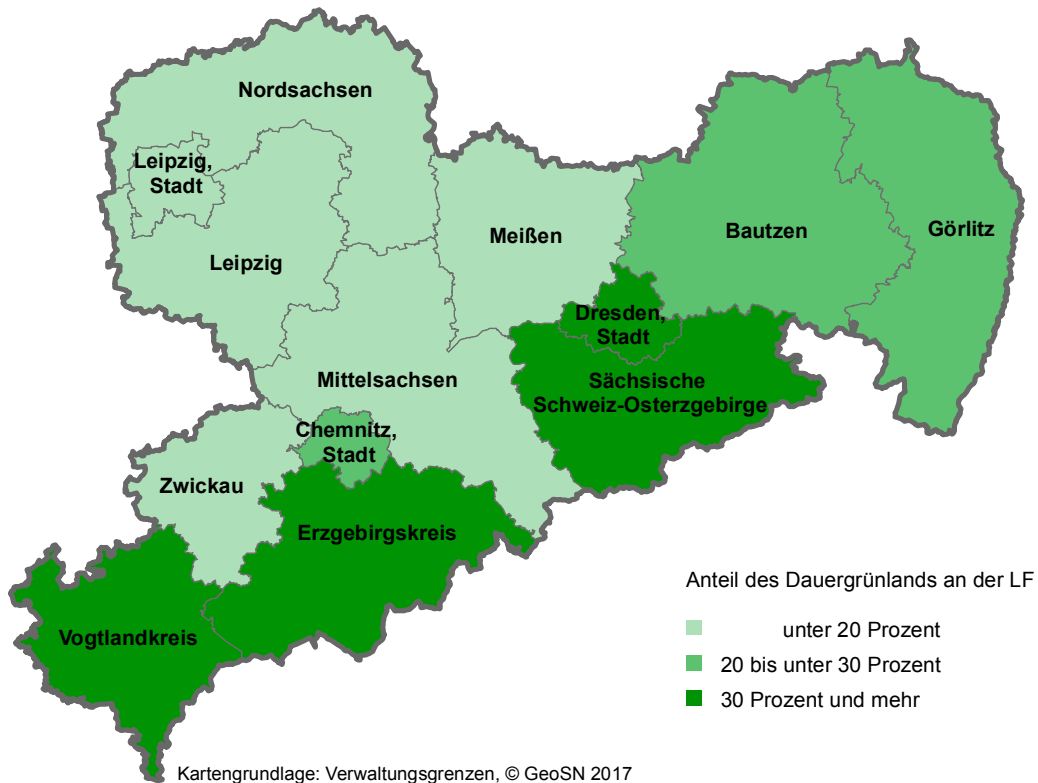 Nordsachsen
Leipzig,
Stadt
Leipzig
Meißen
Bautzen
Görlitz
Dresden,
Stadt
Mittelsachsen
Sächsische
Schweiz-Osterzgebirge
Chemnitz,
Stadt
Zwickau
Erzgebirgskreis
Vogtlandkreis
Anteil des Dauergrünlands an der LF
unter 20 Prozent
20 bis unter 30 Prozent
30 Prozent und mehr
Kartengrundlage: Verwaltungsgrenzen, © GeoSN 2017